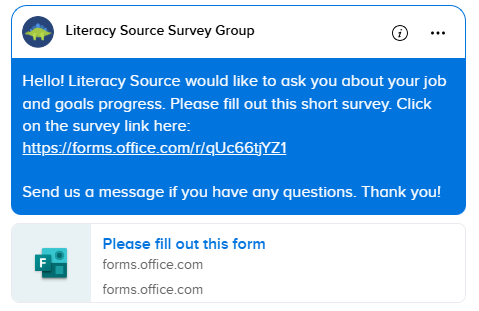 Literacy Source Survey Group
Hello! Literacy Source would like to ask you about your job
and goals progress. Please fill out this short survey. Click
on the survey link here:
https://forms.office.com/r/qUc66tjYZ1
Send us a message if you have any questions. Thank you!
F
Please fill out this form
forms.office.com
forms.office.com